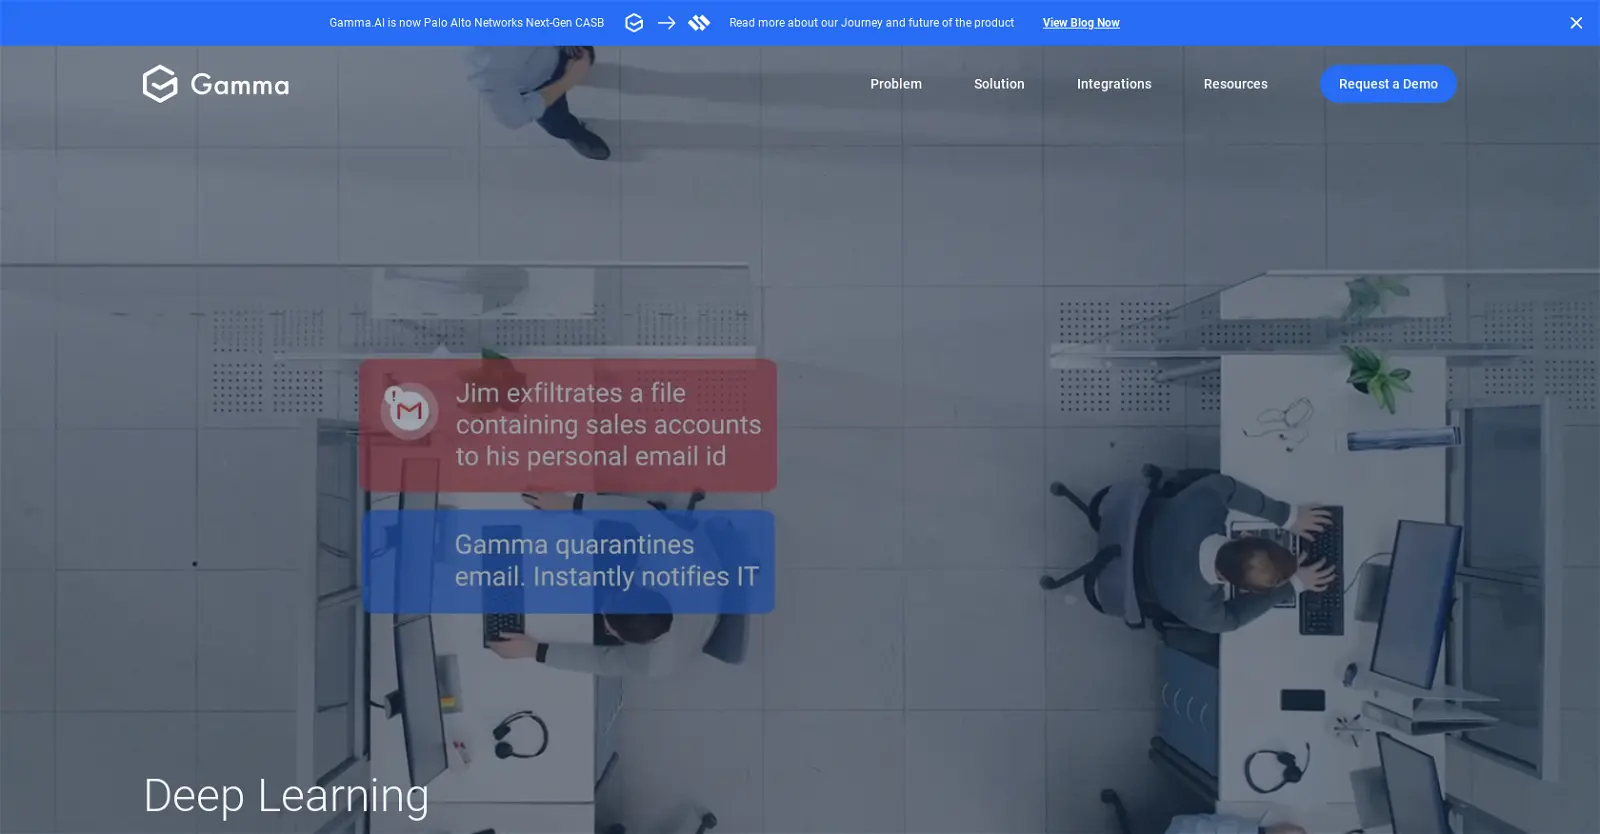 Gamma.AI is now Palo Alto Networks Next-Gen CASB Read more about our Journey and future of the product View Blog Now
Gamma Problem Solution Integrations Resources Request a Demo
Jim exfiltrates a file
containing sales accounts
to his personal email id
Gamma quarantines
email. Instantly notifies IT
Deep Learning